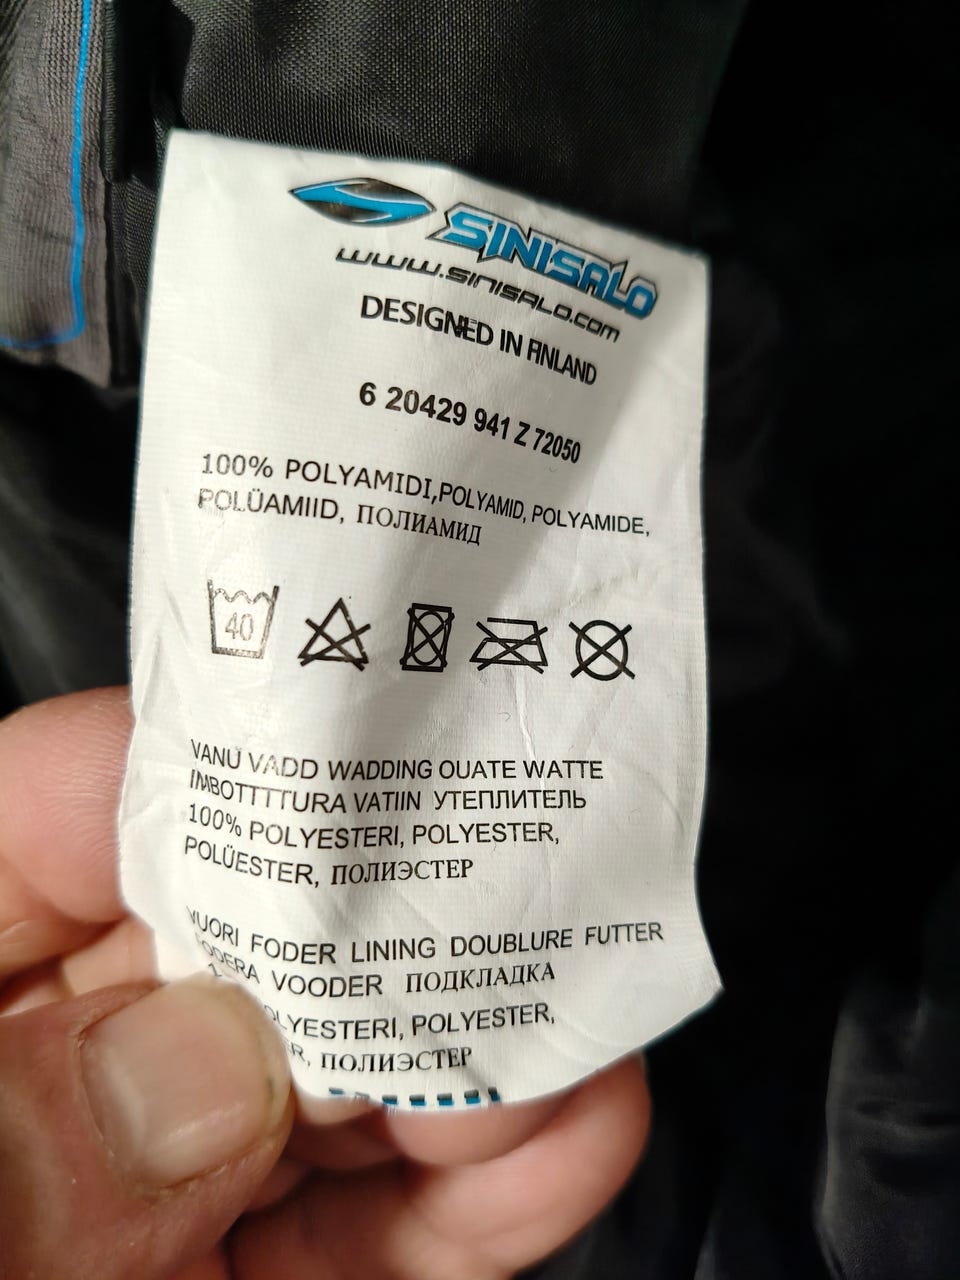 SINISALO
www.sinisalo.com
DESIGNED IN FINLAND
6 20429 941 Z 72050
100% POLYAMIDI,POLYAMID, POLYAMIDE,
POLÜAMIID, ПОЛИАМИД
40
VANU VADD WADDING OUATE WATTE
IMBOTTTTURA VATIIN УТЕПЛИТЕЛЬ
100% POLYESTERI, POLYESTER,
POLÜESTER, ПОЛИЭСТЕР
VUORI FODER LINING DOUBLURE FUTTER
FODERA VOODER ПОДКЛАДКА
POLYESTERI, POLYESTER,
ПОЛИЭСТЕР